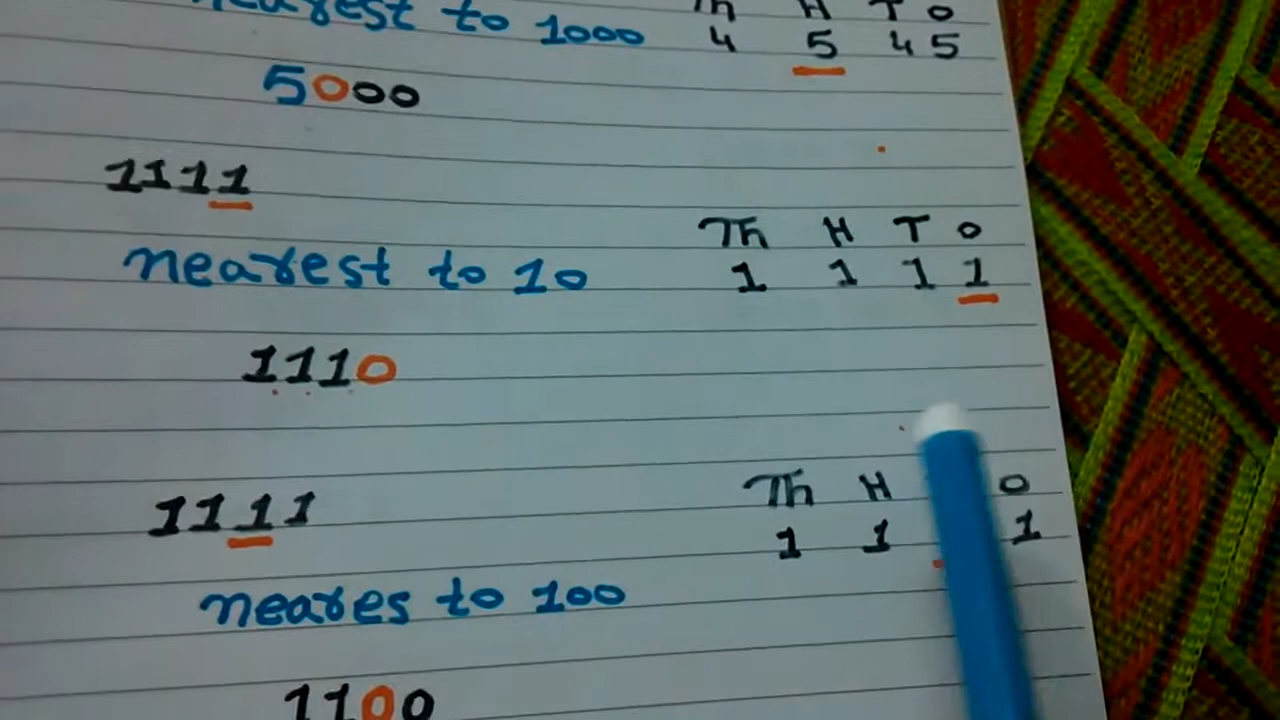 nearest to 1000 Th H T O
4 5 4 5
5000
1111
Th H T O
nearest to 10 1 1 1 1
1110
1111 Th H O
1 1 1
neares to 100
1100